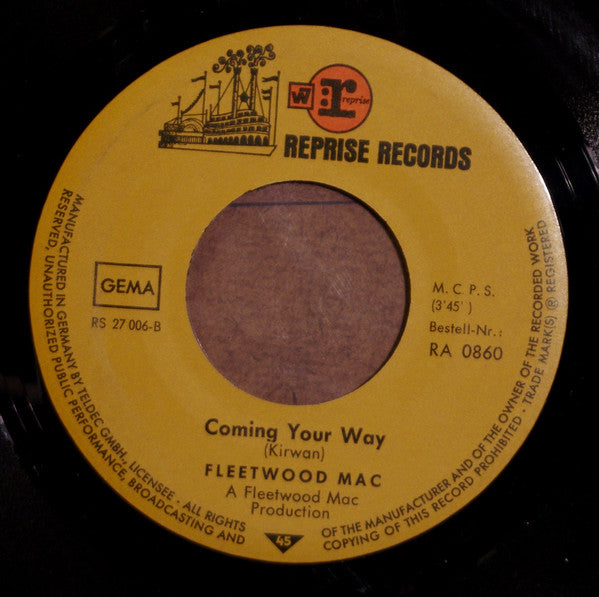 W
:r
reprise
REPRISE RECORDS
GEMA
RS 27 006-B
M. C. P. S.
(3'45')
Bestell-Nr.:
RA 0860
Coming Your Way
(Kirwan)
FLEETWOOD MAC
A Fleetwood Mac
Production
45
MANUFACTURED IN GERMANY BY TELDEC GMBH., LICENSEE · ALL RIGHTS
RESERVED, UNAUTHORIZED PUBLIC PERFORMANCE, BROADCASTING AND
OF THE MANUFACTURER AND OF THE OWNER OF THE RECORDED WORK
COPYING OF THIS RECORD PROHIBITED · TRADE MARK(S) ® REGISTERED